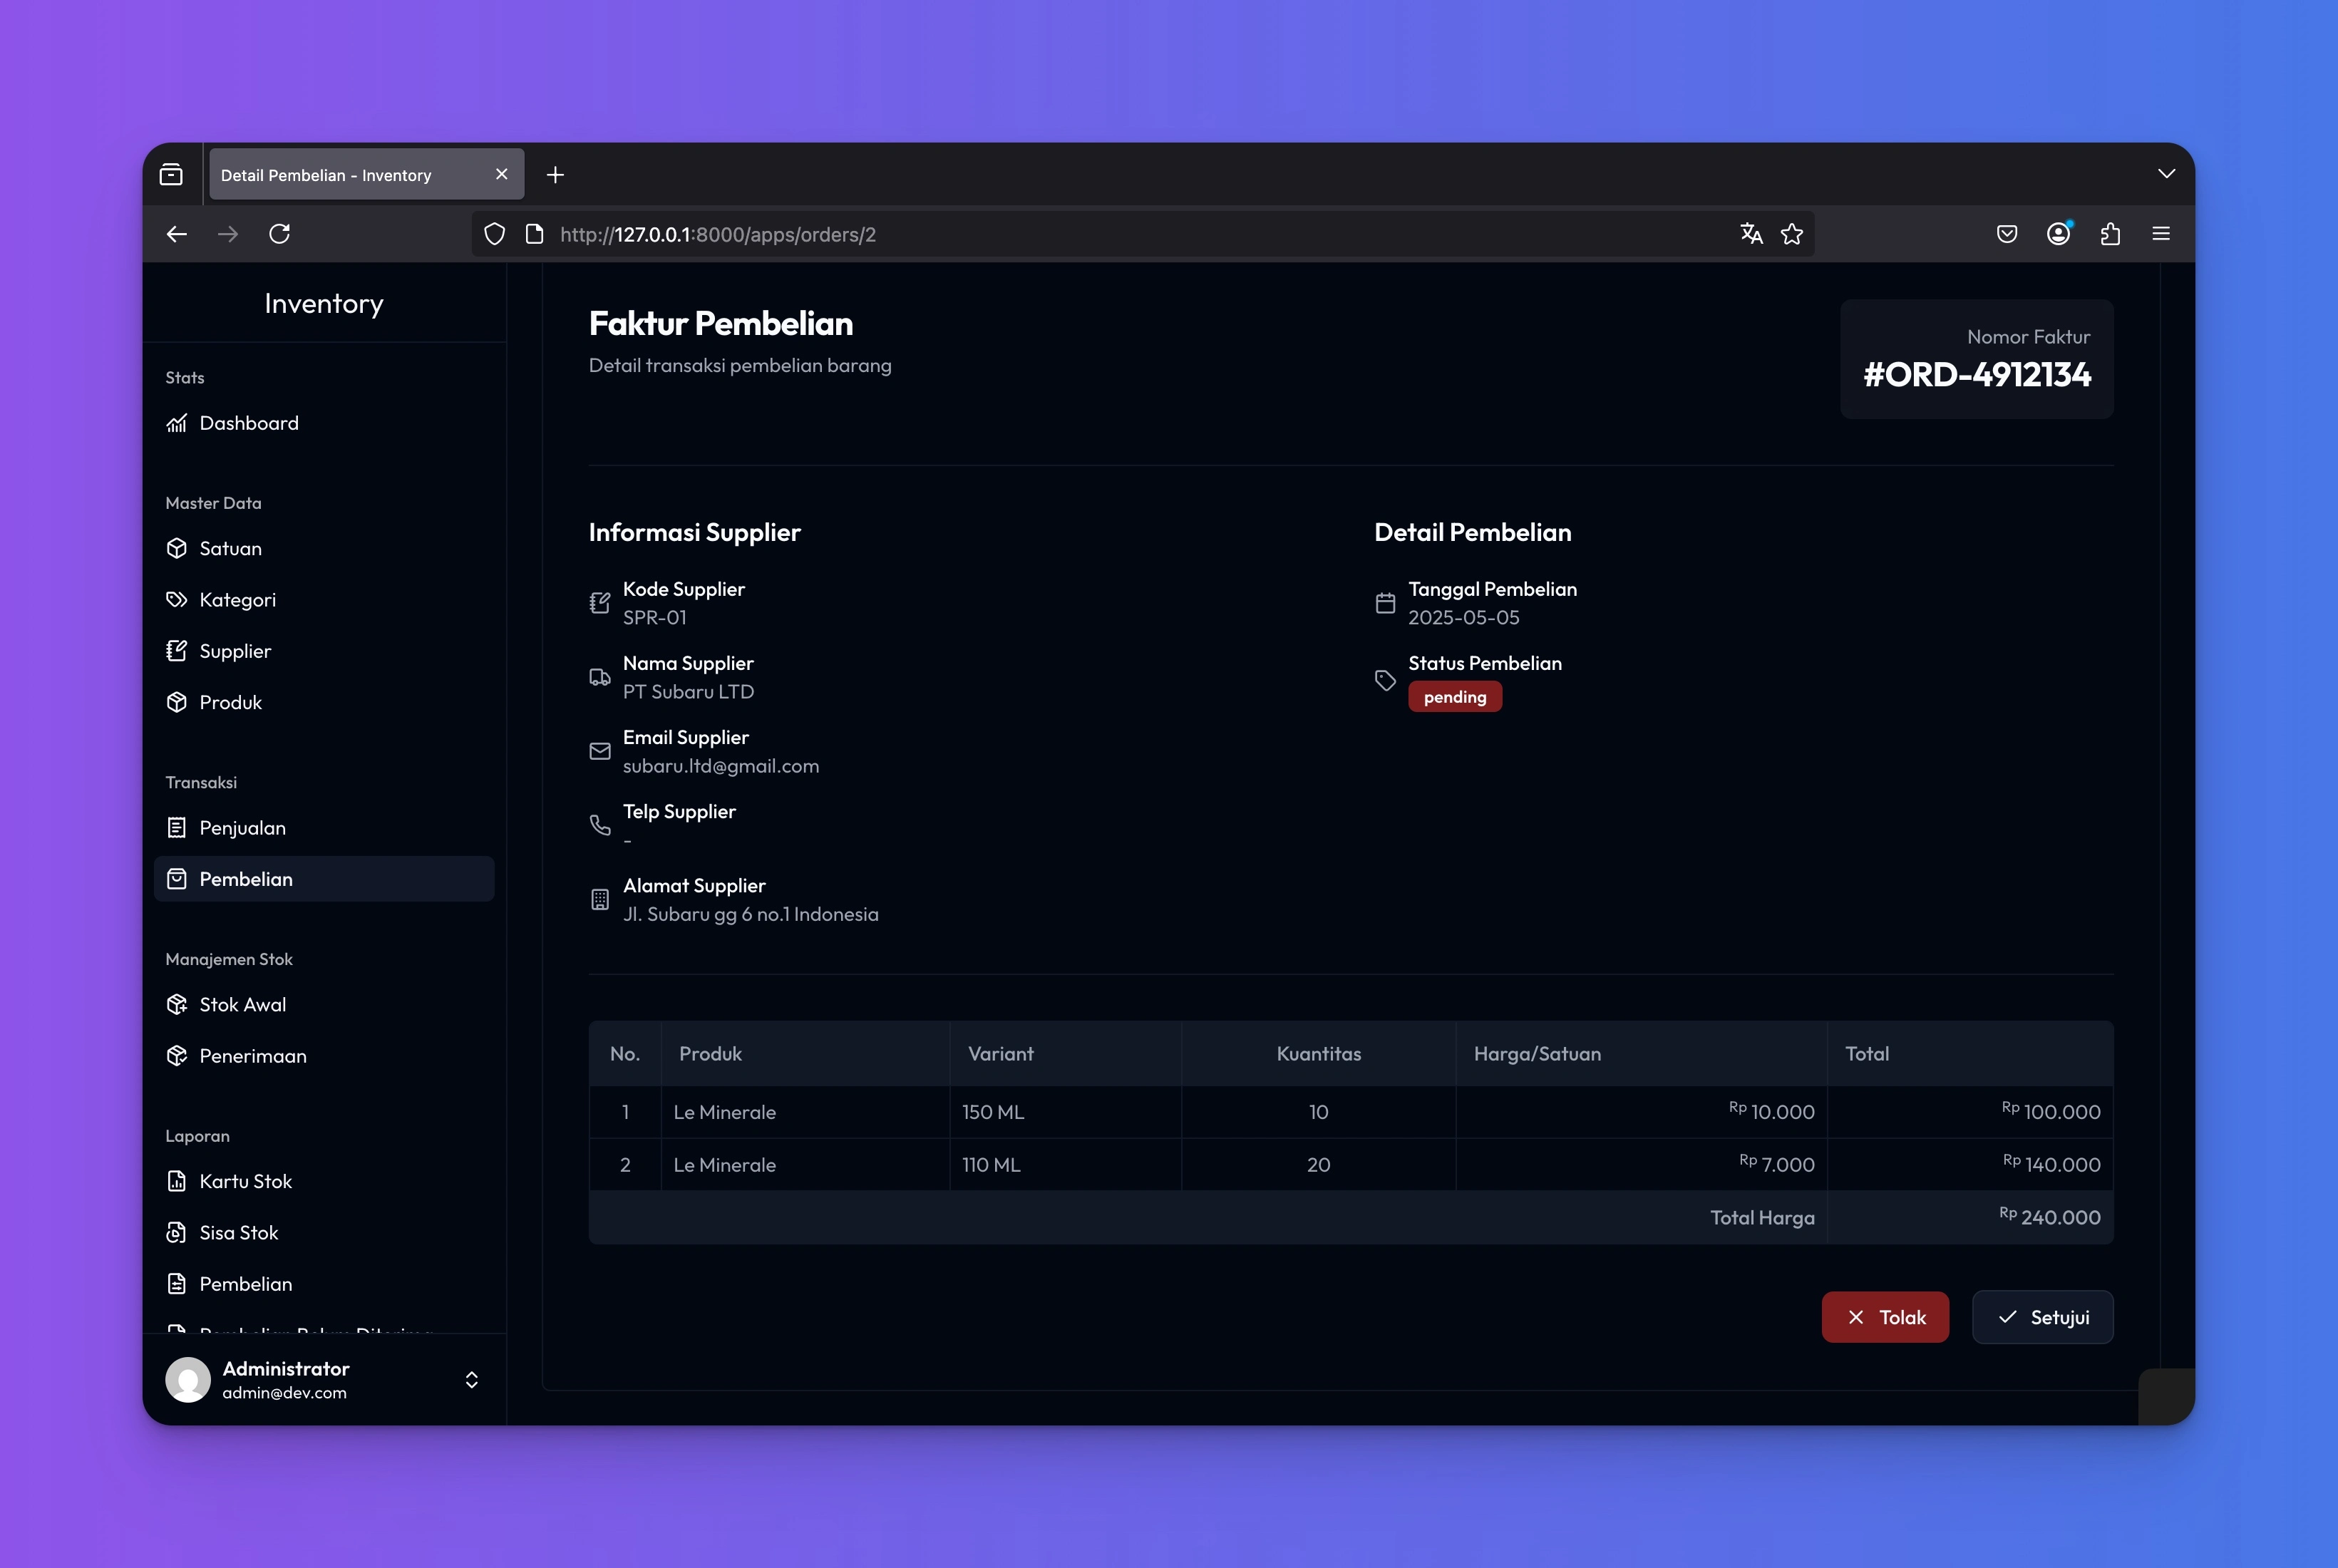 Detail Pembelian - Inventory
http://127.0.0.1:8000/apps/orders/2
Inventory
Stats
Dashboard
Master Data
Satuan
Kategori
Supplier
Produk
Transaksi
Penjualan
Pembelian
Manajemen Stok
Stok Awal
Penerimaan
Laporan
Kartu Stok
Sisa Stok
Pembelian
Pembelian Belum Diterima
Administrator
admin@dev.com
Faktur Pembelian
Detail transaksi pembelian barang
Nomor Faktur
#ORD-4912134
Informasi Supplier
Kode Supplier
SPR-01
Nama Supplier
PT Subaru LTD
Email Supplier
subaru.ltd@gmail.com
Telp Supplier
-
Alamat Supplier
Jl. Subaru gg 6 no.1 Indonesia
Detail Pembelian
Tanggal Pembelian
2025-05-05
Status Pembelian
pending
No. Produk Variant Kuantitas Harga/Satuan Total
1 Le Minerale 150 ML 10 Rp 10.000 Rp 100.000
2 Le Minerale 110 ML 20 Rp 7.000 Rp 140.000
Total Harga Rp 240.000
Tolak
Setujui